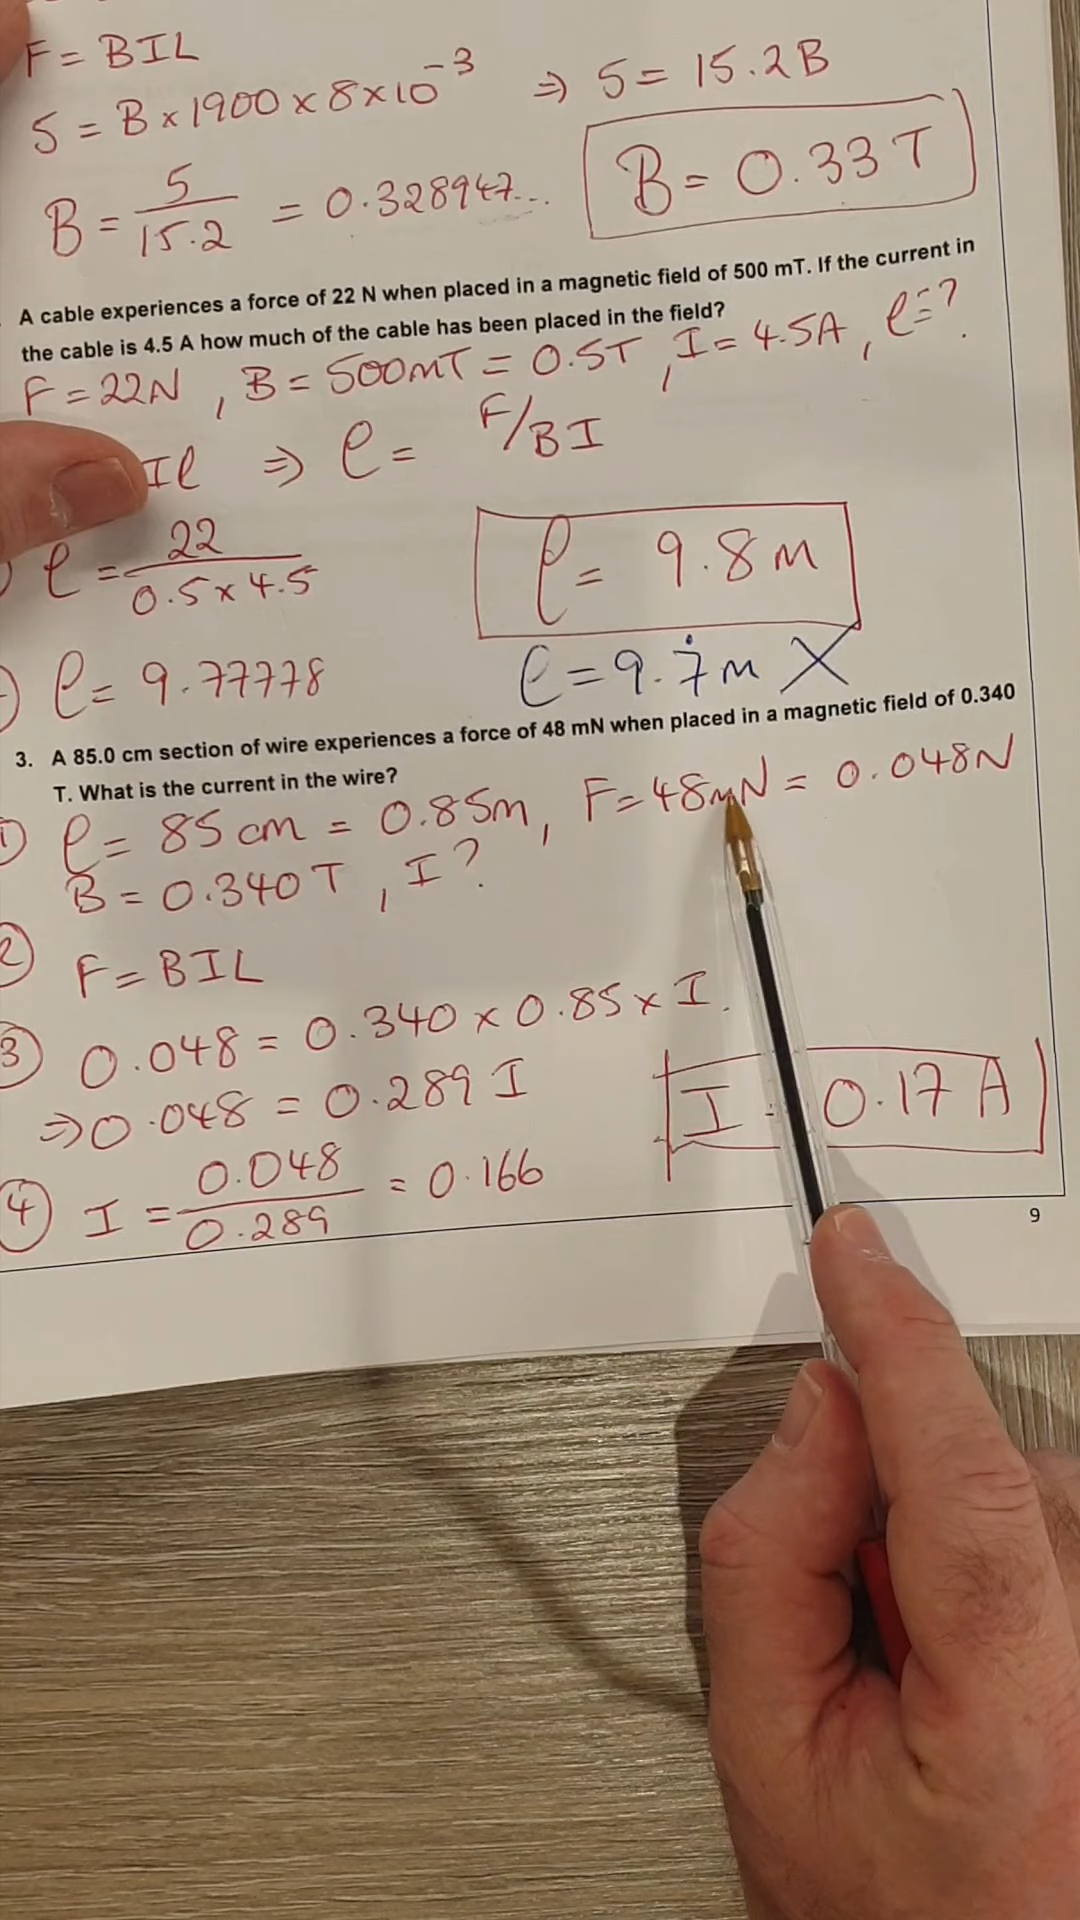 F = BIL
5 = B × 1900 × 8 × 10⁻³ ⇒ 5 = 15.2B
B = 5/15.2 = 0.328947... B = 0.33T
A cable experiences a force of 22 N when placed in a magnetic field of 500 mT. If the current in
the cable is 4.5 A how much of the cable has been placed in the field?
F = 22N , B = 500mT = 0.5T , I = 4.5A , l = ?
Il ⇒ l = F/BI
l = 22/0.5 × 4.5
l = 9.8m
l = 9.77778
l = 9.7̇m X
3. A 85.0 cm section of wire experiences a force of 48 mN when placed in a magnetic field of 0.340
T. What is the current in the wire?
① l = 85cm = 0.85m , F = 48mN = 0.048N
B = 0.340T , I ?
② F = BIL
③ 0.048 = 0.340 × 0.85 × I.
⇒ 0.048 = 0.289 I
I 0.17 A
④ I = 0.048/0.289 = 0.166
9